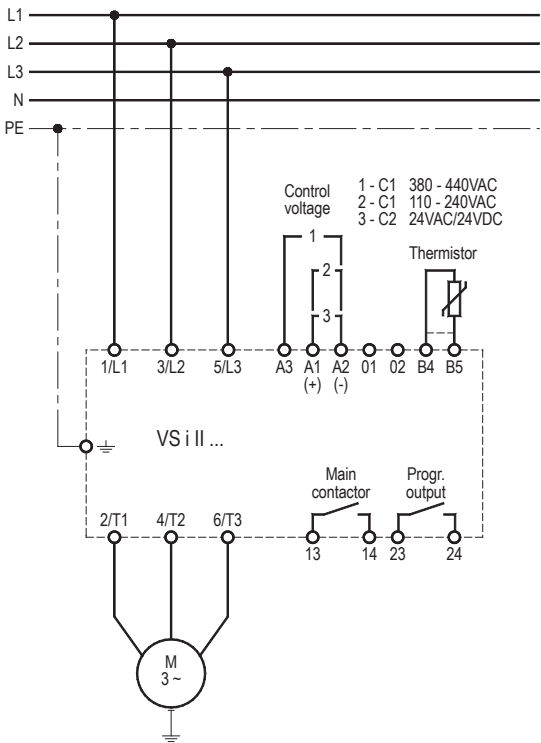 L1
L2
L3
N
PE
Control
voltage
1 - C1 380 - 440VAC
2 - C1 110 - 240VAC
3 - C2 24VAC/24VDC
1
Thermistor
2
3
1/L1 3/L2 5/L3 A3 A1 A2 01 02 B4 B5
(+) (-)
VS i II ...
Main
contactor
Progr.
output
2/T1 4/T2 6/T3
13 14 23 24
M
3 ~